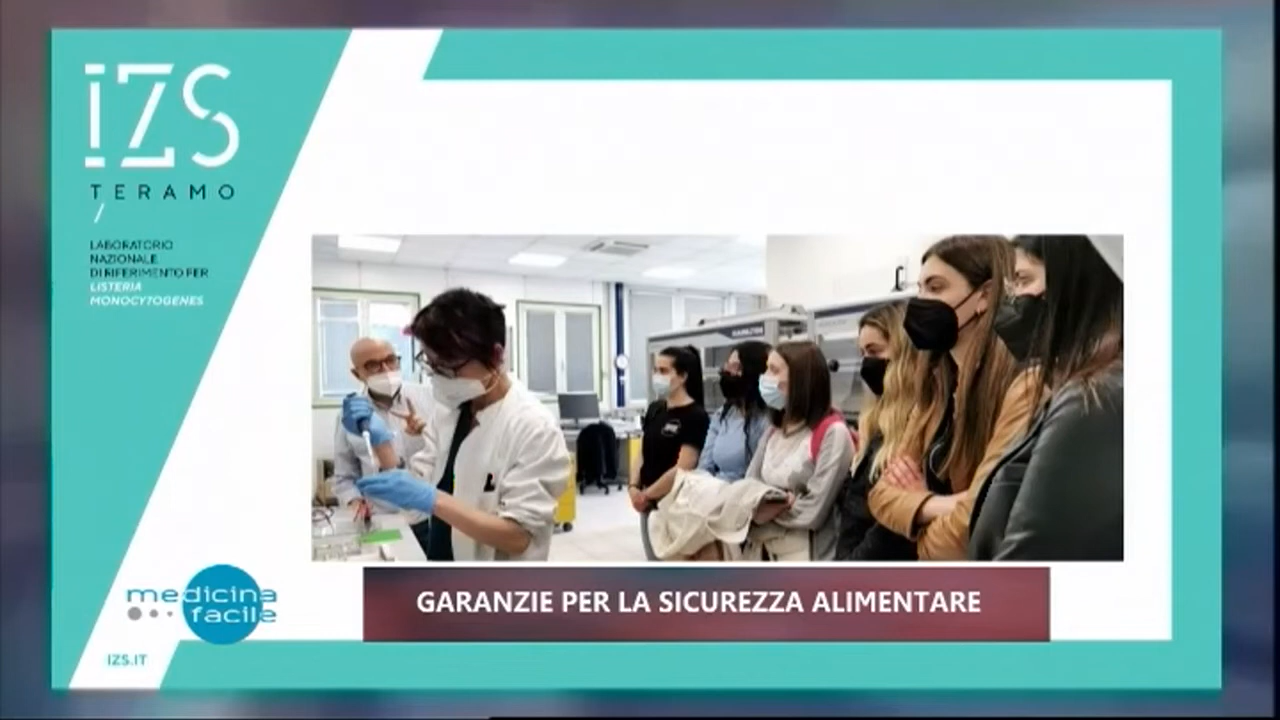 IZS
TERAMO
/
LABORATORIO
NAZIONALE
DI RIFERIMENTO PER
LISTERIA
MONOCYTOGENES
medicina
facile
GARANZIE PER LA SICUREZZA ALIMENTARE
IZS.IT